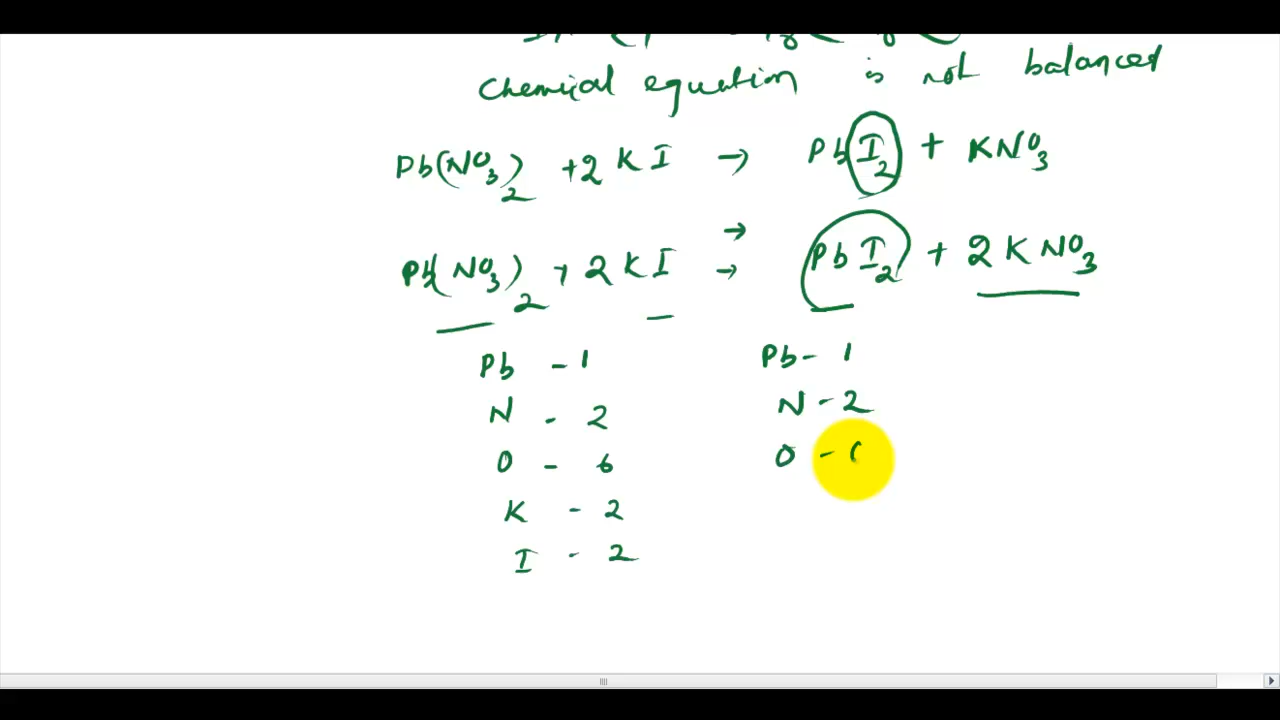 Chemical equation is not balanced
Pb(NO3)2 + 2 KI → PbI2 + KNO3
→
Pb(NO3)2 + 2 KI → PbI2 + 2 KNO3
Pb - 1 Pb - 1
N - 2 N - 2
O - 6 O -
K - 2
I - 2